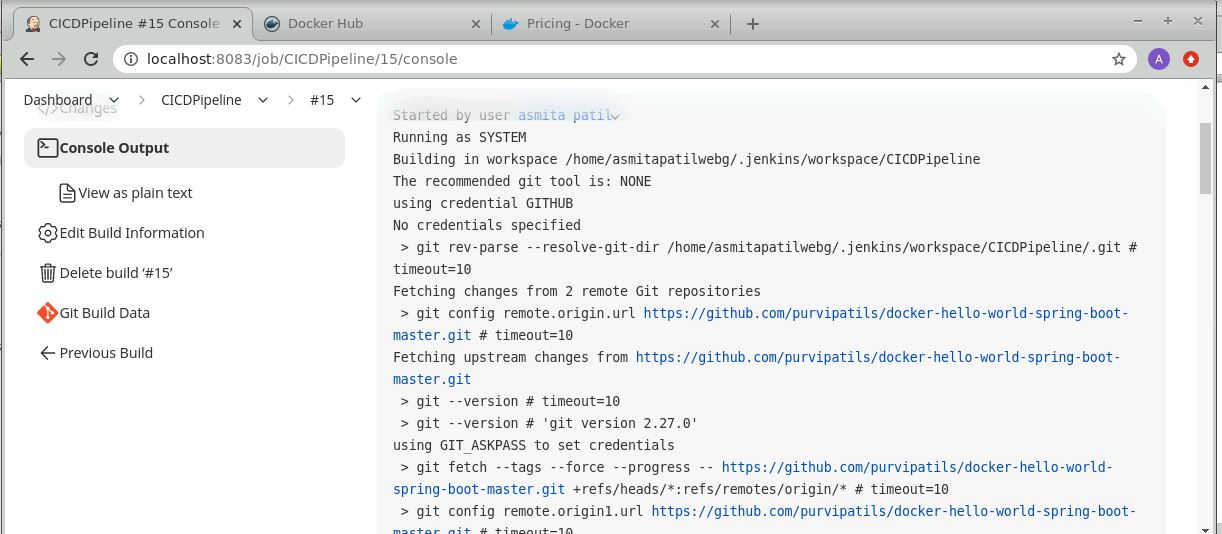 CICDPipeline #15 Console
Docker Hub
Pricing - Docker
localhost:8083/job/CICDPipeline/15/console
A
Dashboard
CICDPipeline
#15
Changes
Console Output
View as plain text
Edit Build Information
Delete build ‘#15’
Git Build Data
Previous Build
Started by user asmita patil
Running as SYSTEM
Building in workspace /home/asmitapatilwebg/.jenkins/workspace/CICDPipeline
The recommended git tool is: NONE
using credential GITHUB
No credentials specified
> git rev-parse --resolve-git-dir /home/asmitapatilwebg/.jenkins/workspace/CICDPipeline/.git #
timeout=10
Fetching changes from 2 remote Git repositories
> git config remote.origin.url https://github.com/purvipatils/docker-hello-world-spring-boot-
master.git # timeout=10
Fetching upstream changes from https://github.com/purvipatils/docker-hello-world-spring-boot-
master.git
> git --version # timeout=10
> git --version # 'git version 2.27.0'
using GIT_ASKPASS to set credentials
> git fetch --tags --force --progress -- https://github.com/purvipatils/docker-hello-world-
spring-boot-master.git +refs/heads/*:refs/remotes/origin/* # timeout=10
> git config remote.origin1.url https://github.com/purvipatils/docker-hello-world-spring-boot-
master.git # timeout=10